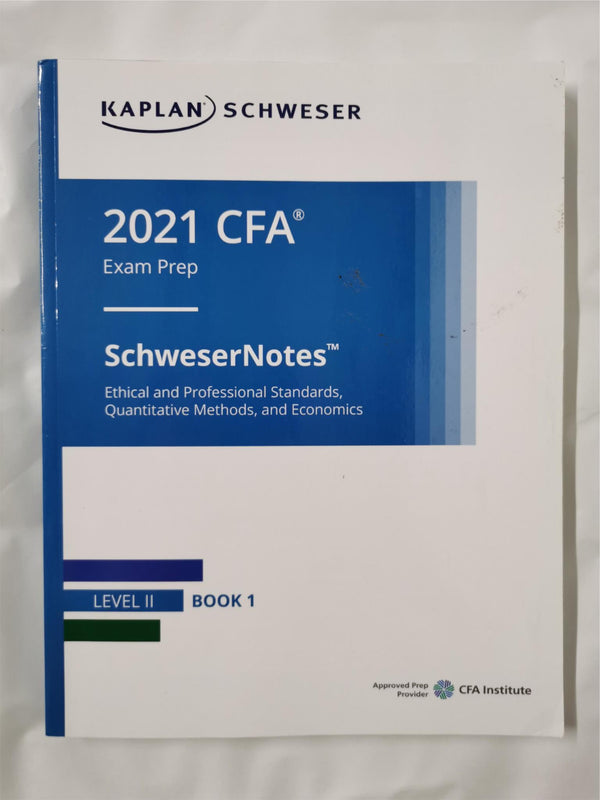 KAPLAN® SCHWESER
2021 CFA®
Exam Prep
SchweserNotes™
Ethical and Professional Standards,
Quantitative Methods, and Economics
LEVEL II BOOK 1
Approved Prep
Provider
CFA Institute